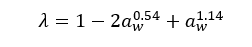 λ = 1 − 2a_w^{0.54} + a_w^{1.14}